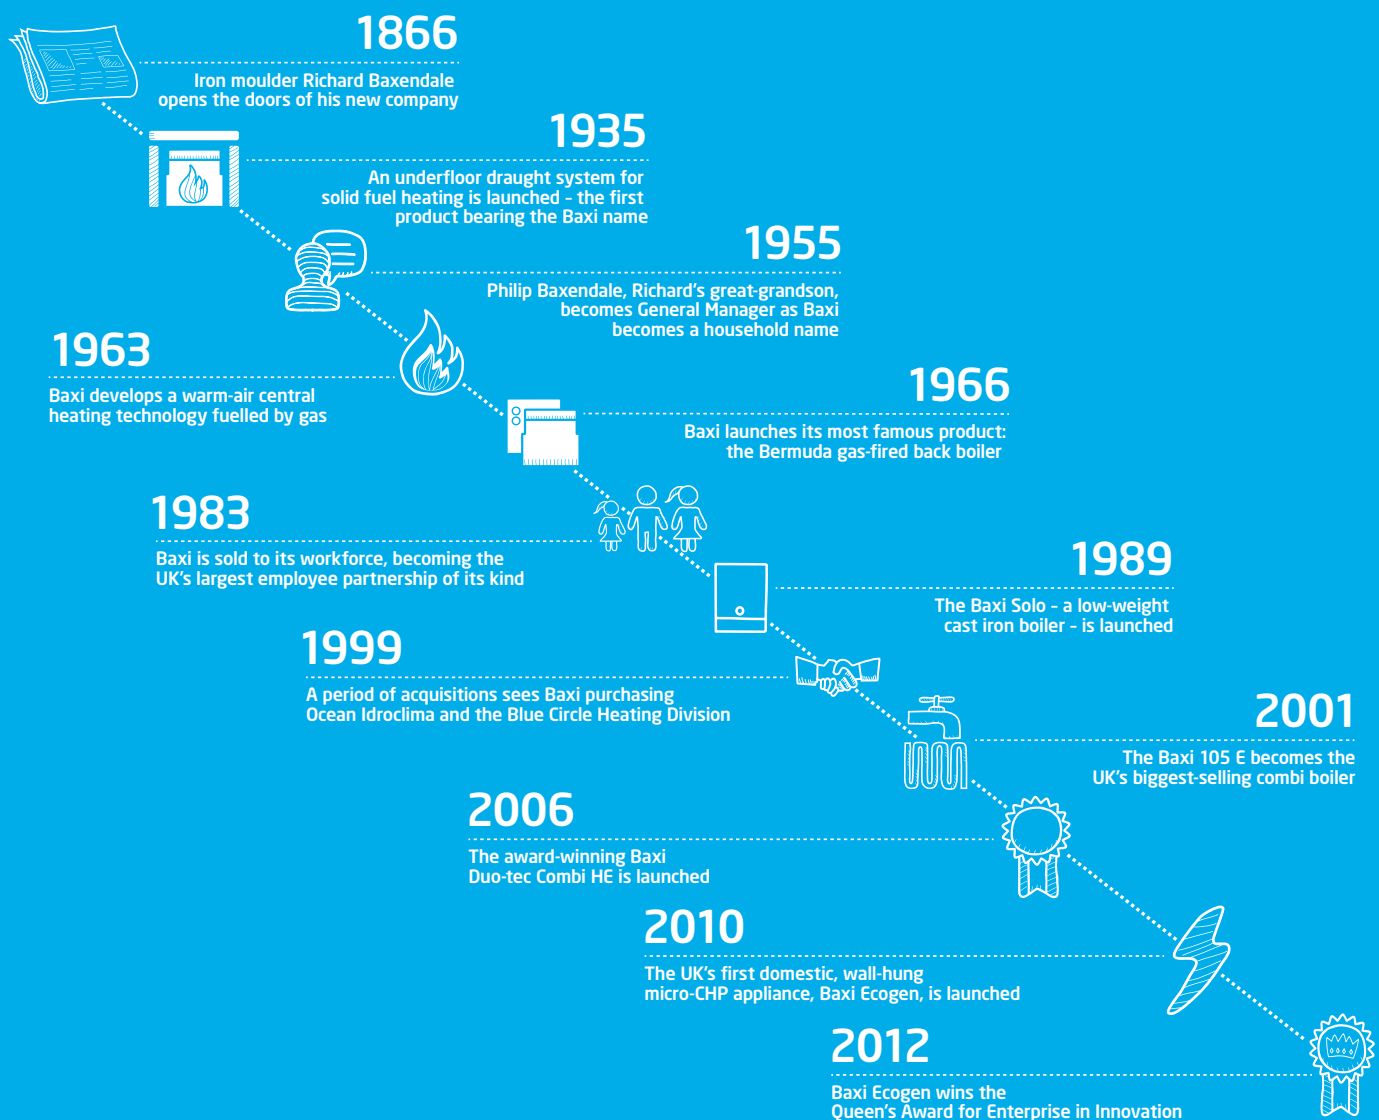 1866
Iron moulder Richard Baxendale
opens the doors of his new company
1935
An underfloor draught system for
solid fuel heating is launched – the first
product bearing the Baxi name
1955
Philip Baxendale, Richard's great-grandson,
becomes General Manager as Baxi
becomes a household name
1963
Baxi develops a warm-air central
heating technology fuelled by gas
1966
Baxi launches its most famous product:
the Bermuda gas-fired back boiler
1983
Baxi is sold to its workforce, becoming the
UK's largest employee partnership of its kind
1989
The Baxi Solo – a low-weight
cast iron boiler – is launched
1999
A period of acquisitions sees Baxi purchasing
Ocean Idroclima and the Blue Circle Heating Division
2001
The Baxi 105 E becomes the
UK's biggest-selling combi boiler
2006
The award-winning Baxi
Duo-tec Combi HE is launched
2010
The UK's first domestic, wall-hung
micro-CHP appliance, Baxi Ecogen, is launched
2012
Baxi Ecogen wins the
Queen's Award for Enterprise in Innovation